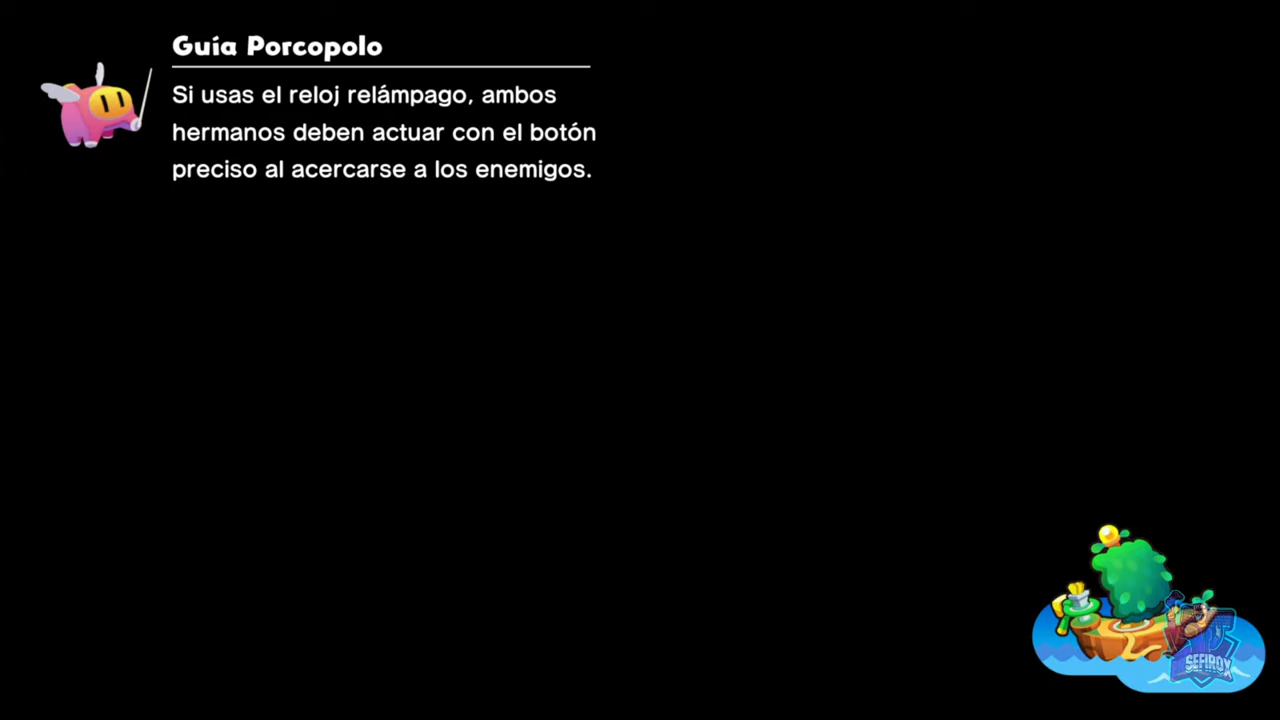 Guía Porcopolo
Si usas el reloj relámpago, ambos
hermanos deben actuar con el botón
preciso al acercarse a los enemigos.
SEFIROX